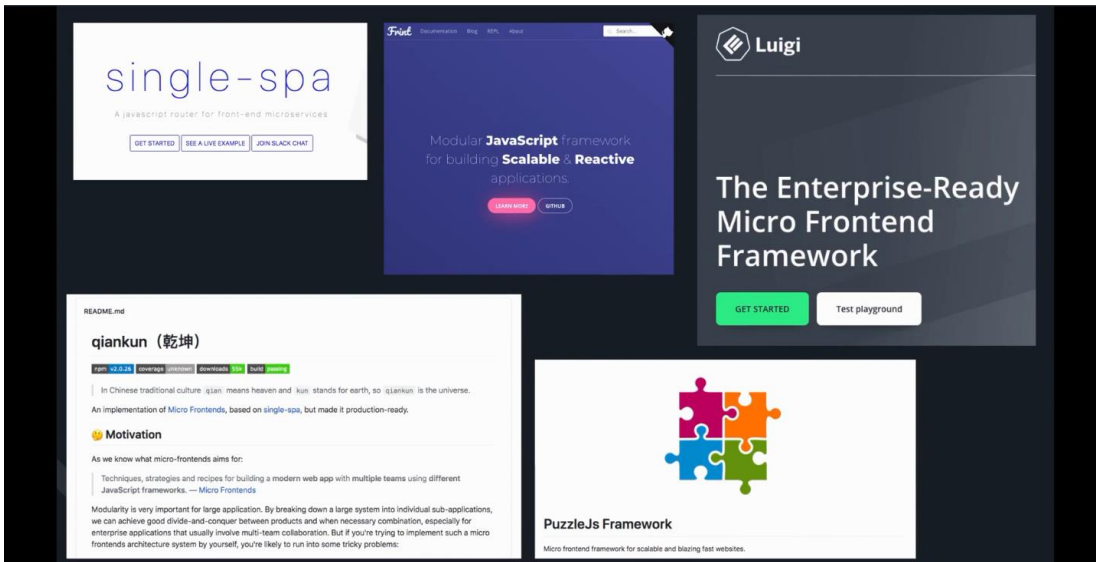 single-spa
A javascript router for front-end microservices
GET STARTED
SEE A LIVE EXAMPLE
JOIN SLACK CHAT
Frint
Documentation
Blog
REPL
About
Search...
Modular JavaScript framework
for building Scalable & Reactive
applications.
LEARN MORE
GITHUB
Luigi
The Enterprise-Ready
Micro Frontend
Framework
GET STARTED
Test playground
README.md
qiankun（乾坤）
npm v2.0.26 coverage unknown downloads 55k build passing
In Chinese traditional culture qian means heaven and kun stands for earth, so qiankun is the universe.
An implementation of Micro Frontends, based on single-spa, but made it production-ready.
🤔 Motivation
As we know what micro-frontends aims for:
Techniques, strategies and recipes for building a modern web app with multiple teams using different
JavaScript frameworks. — Micro Frontends
Modularity is very important for large application. By breaking down a large system into individual sub-applications,
we can achieve good divide-and-conquer between products and when necessary combination, especially for
enterprise applications that usually involve multi-team collaboration. But if you're trying to implement such a micro
frontends architecture system by yourself, you're likely to run into some tricky problems:
PuzzleJs Framework
Micro frontend framework for scalable and blazing fast websites.